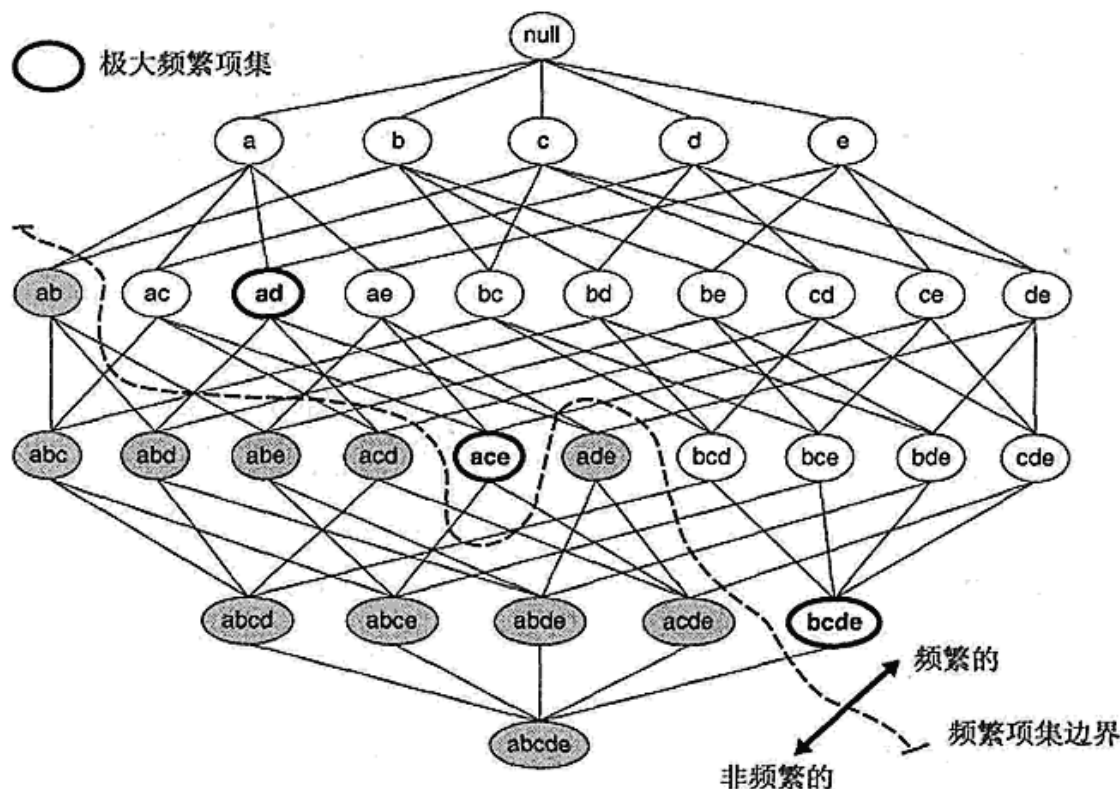 null
极大频繁项集
a b c d e
ab ac ad ae bc bd be cd ce de
abc abd abe acd ace ade bcd bce bde cde
abcd abce abde acde bcde
频繁的
频繁项集边界
abcde
非频繁的